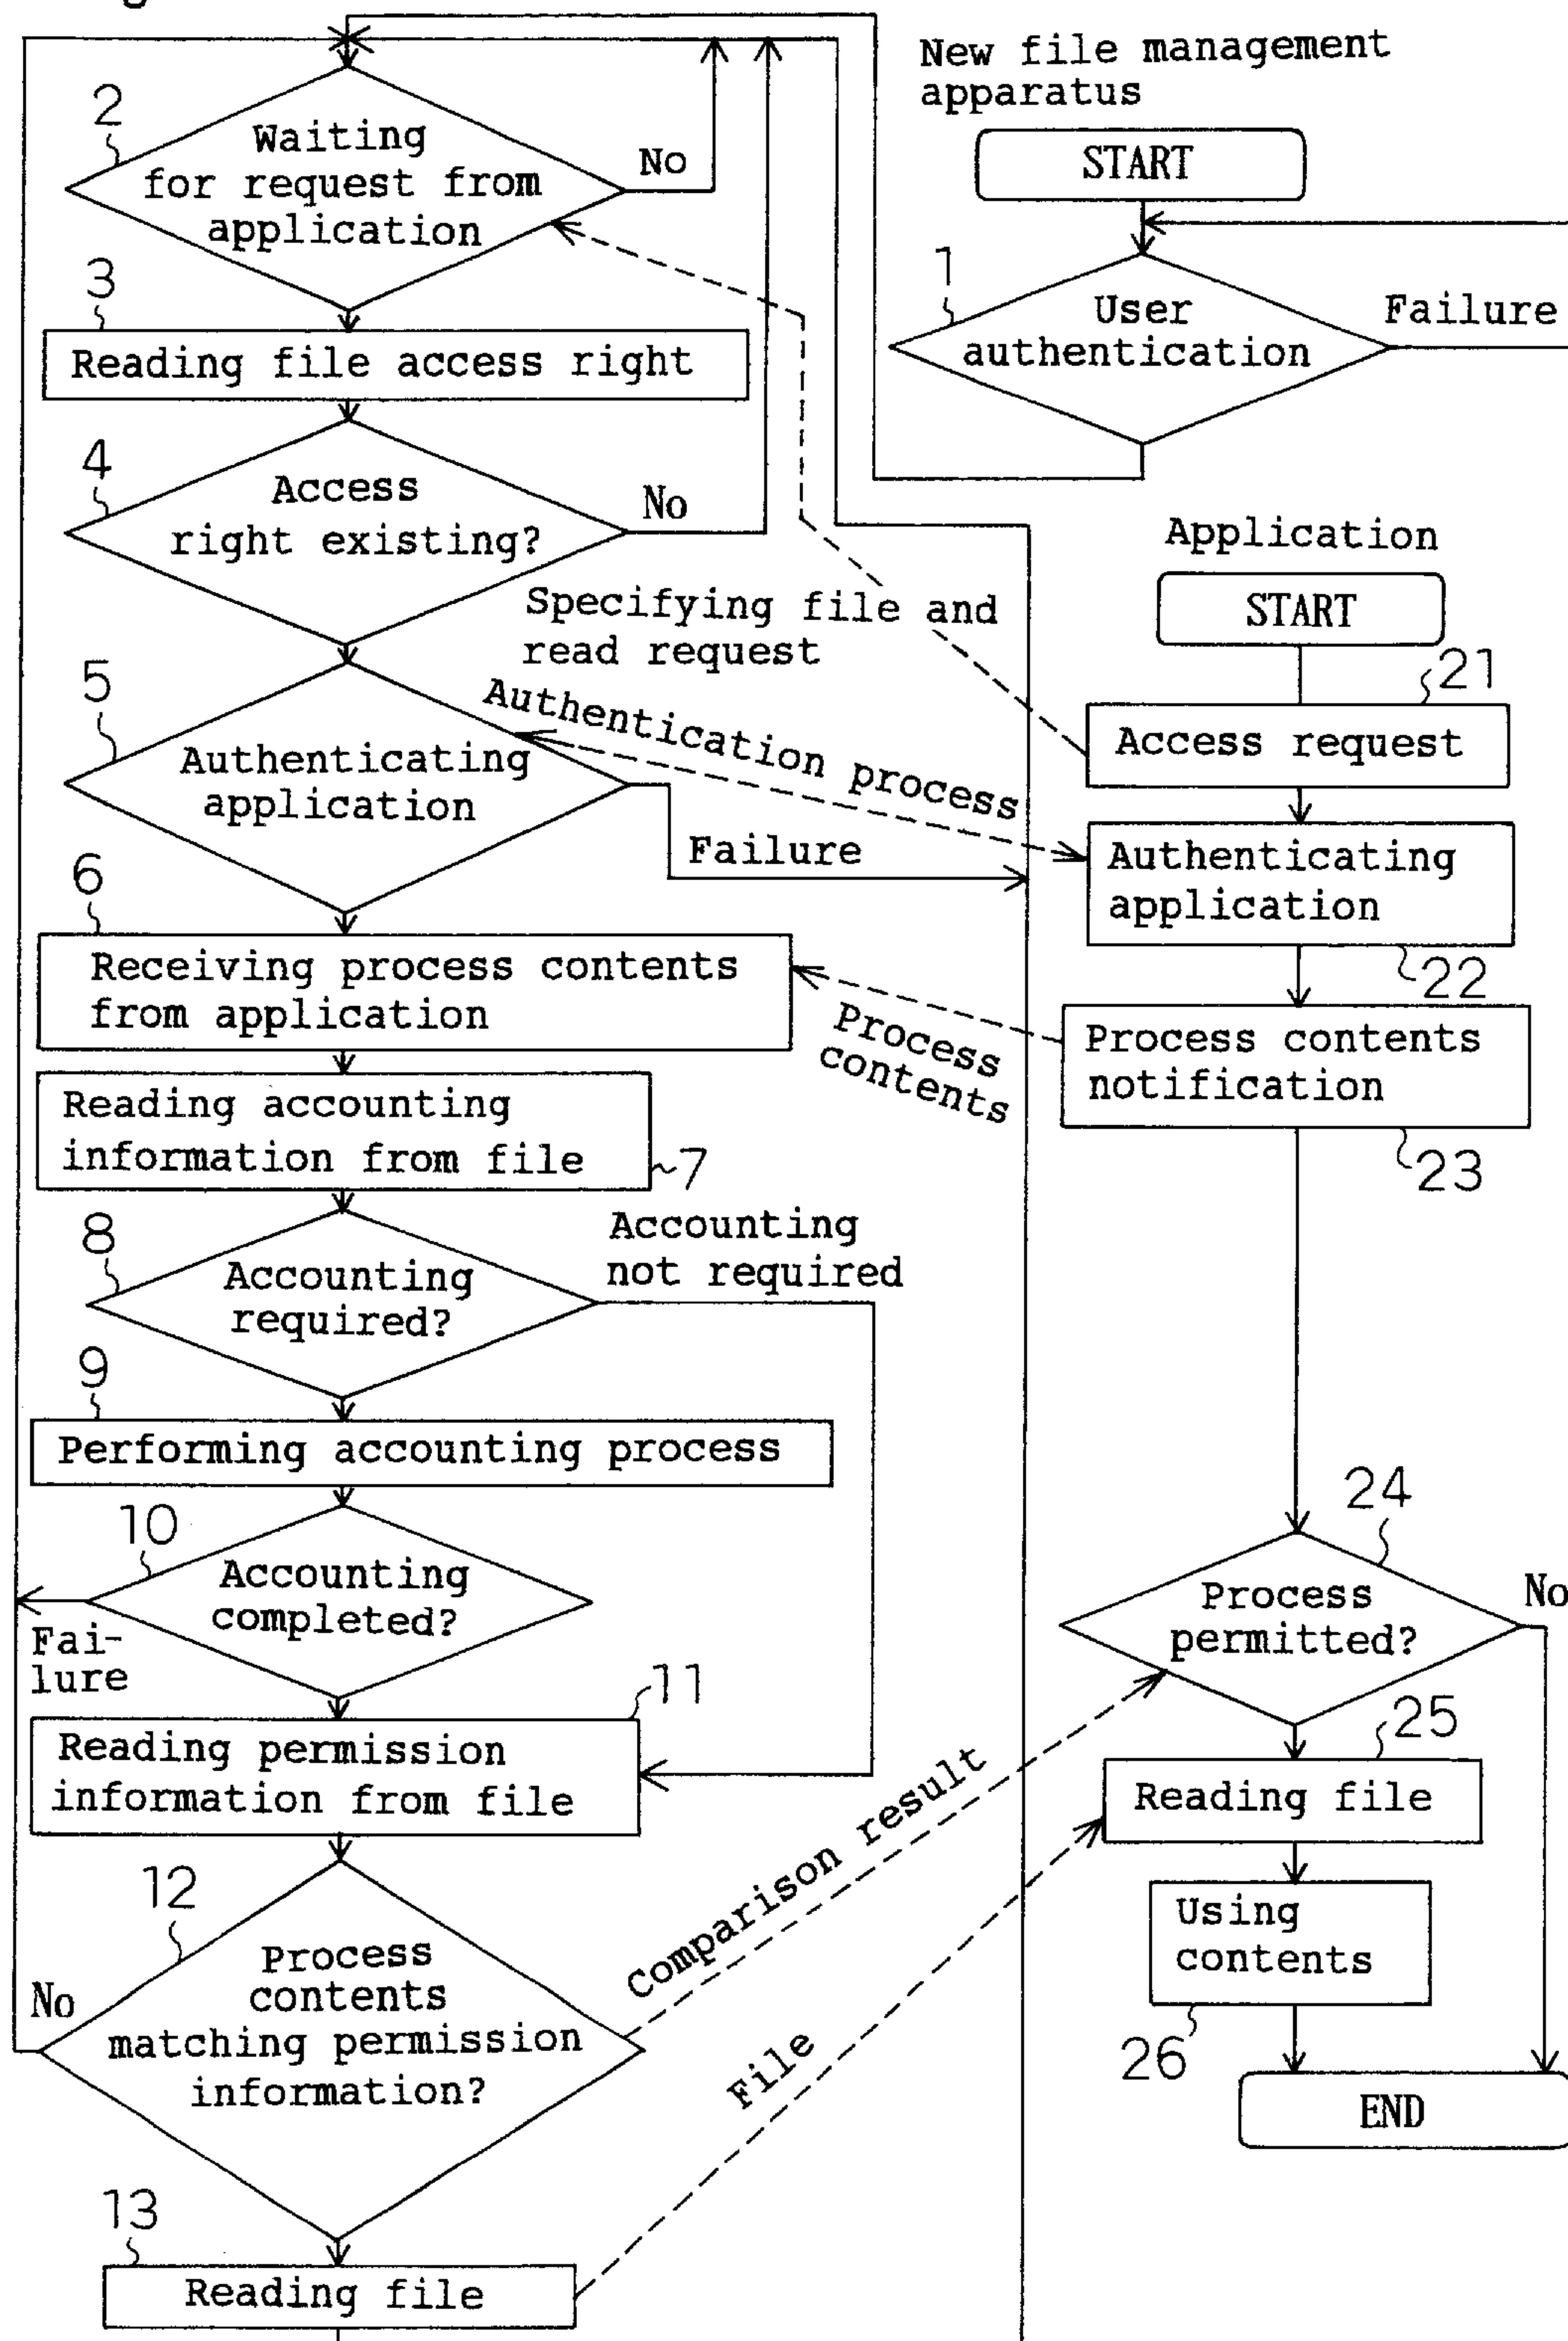 New file management
apparatus
START
1
User
authentication
Failure
2
Waiting
for request from
application
No
3
Reading file access right
4
Access
right existing?
No
Specifying file and
read request
5
Authenticating
application
Authentication process
Failure
6
Receiving process contents
from application
Process
contents
Reading accounting
information from file
7
8
Accounting
required?
Accounting
not required
9
Performing accounting process
10
Accounting
completed?
Fai-
lure
11
Reading permission
information from file
12
Process
contents
matching permission
information?
No
Comparison result
File
13
Reading file
Application
START
21
Access request
Authenticating
application
22
Process contents
notification
23
24
Process
permitted?
No
25
Reading file
Using
contents
26
END